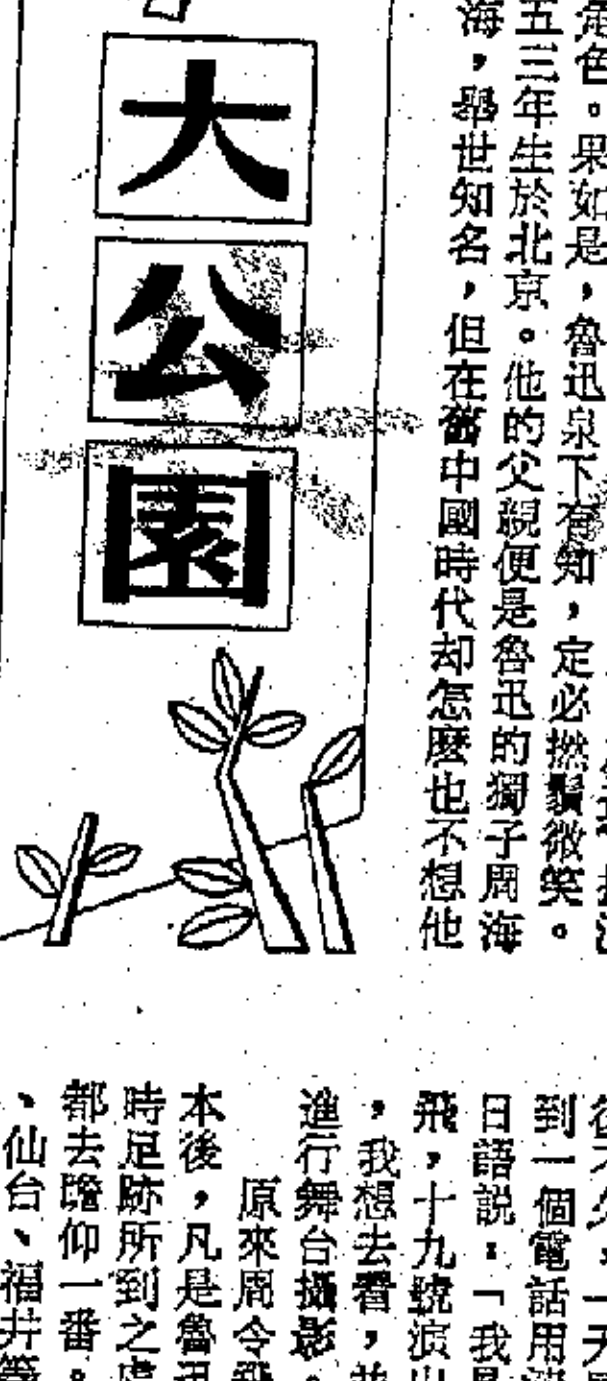 角色。果如是，魯迅泉下有知，定必撚鬚微笑。
五三年生於北京。他的父親便是魯迅的獨子周海
海，舉世知名，但在舊中國時代却怎麼也不想他
大公園
到一個電話用
日語説：「我
飛，十九號演出
，我想去看，並
進行舞台攝影。
原來周令飛
本後，凡是魯迅
時足跡所到之處
都去瞻仰一番。
、仙台、福井等